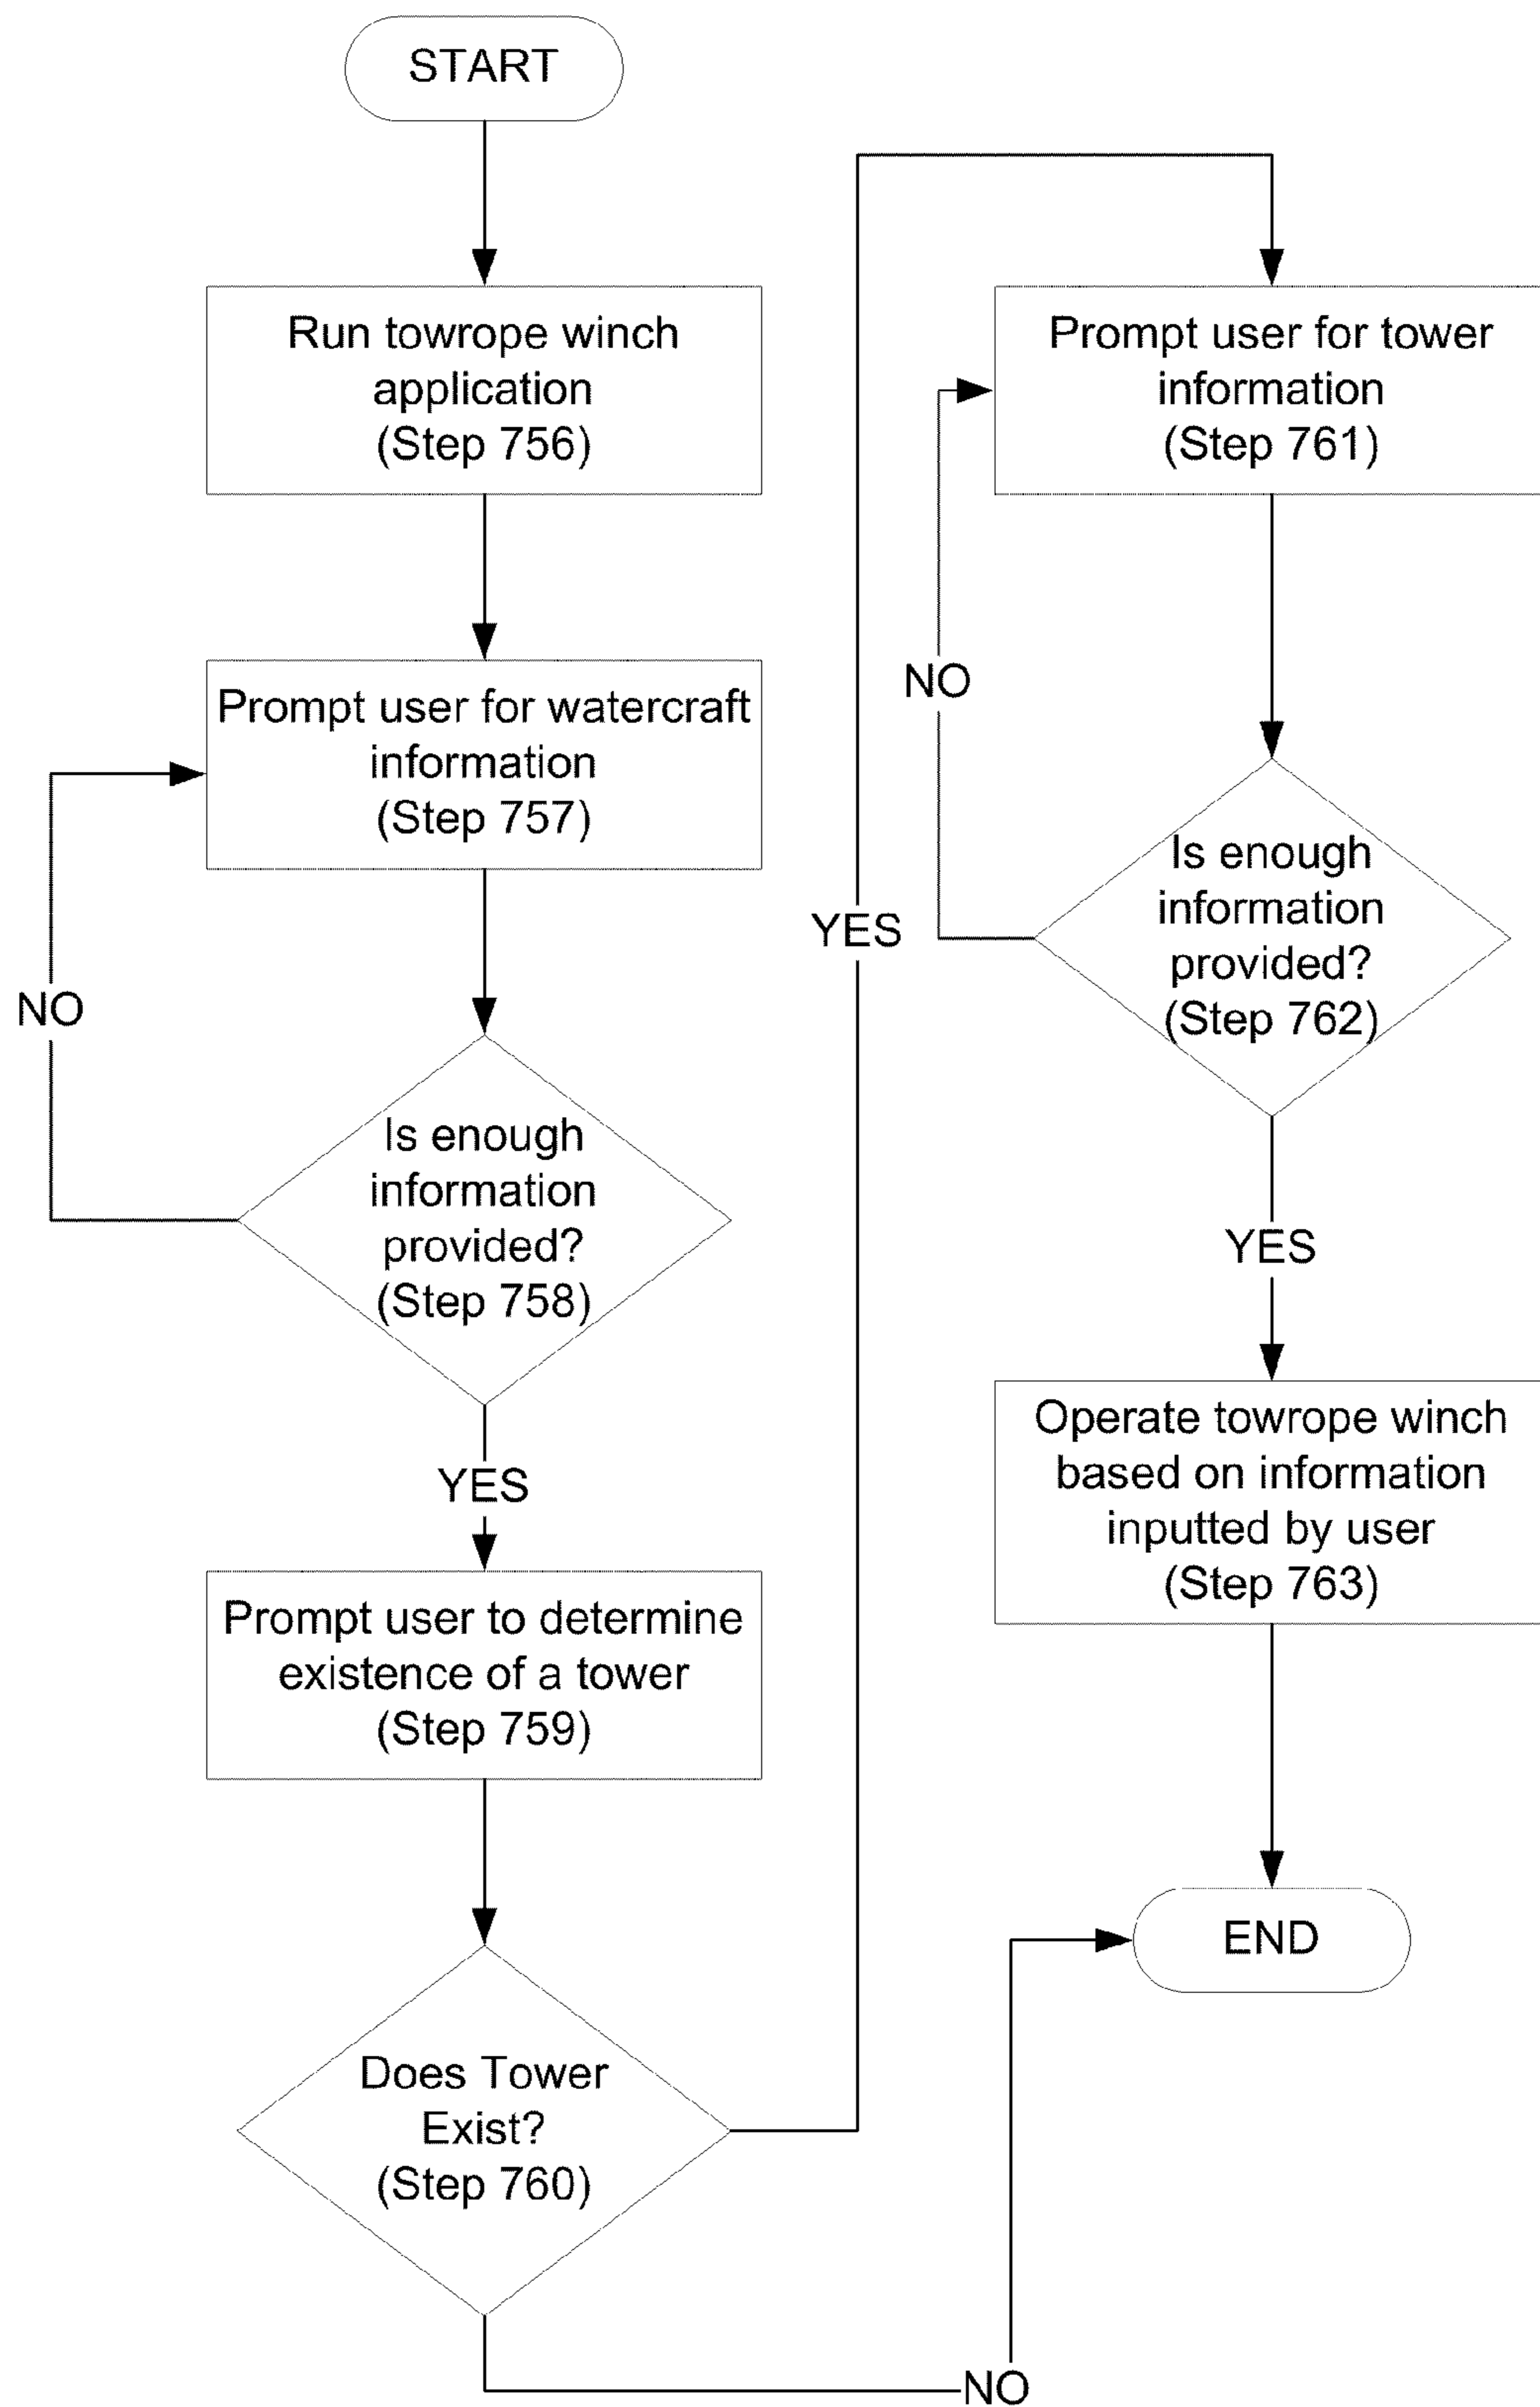 START
Run towrope winch
application
(Step 756)
Prompt user for watercraft
information
(Step 757)
NO
Is enough
information
provided?
(Step 758)
YES
Prompt user to determine
existence of a tower
(Step 759)
Does Tower
Exist?
(Step 760)
YES
NO
Prompt user for tower
information
(Step 761)
NO
Is enough
information
provided?
(Step 762)
YES
Operate towrope winch
based on information
inputted by user
(Step 763)
END